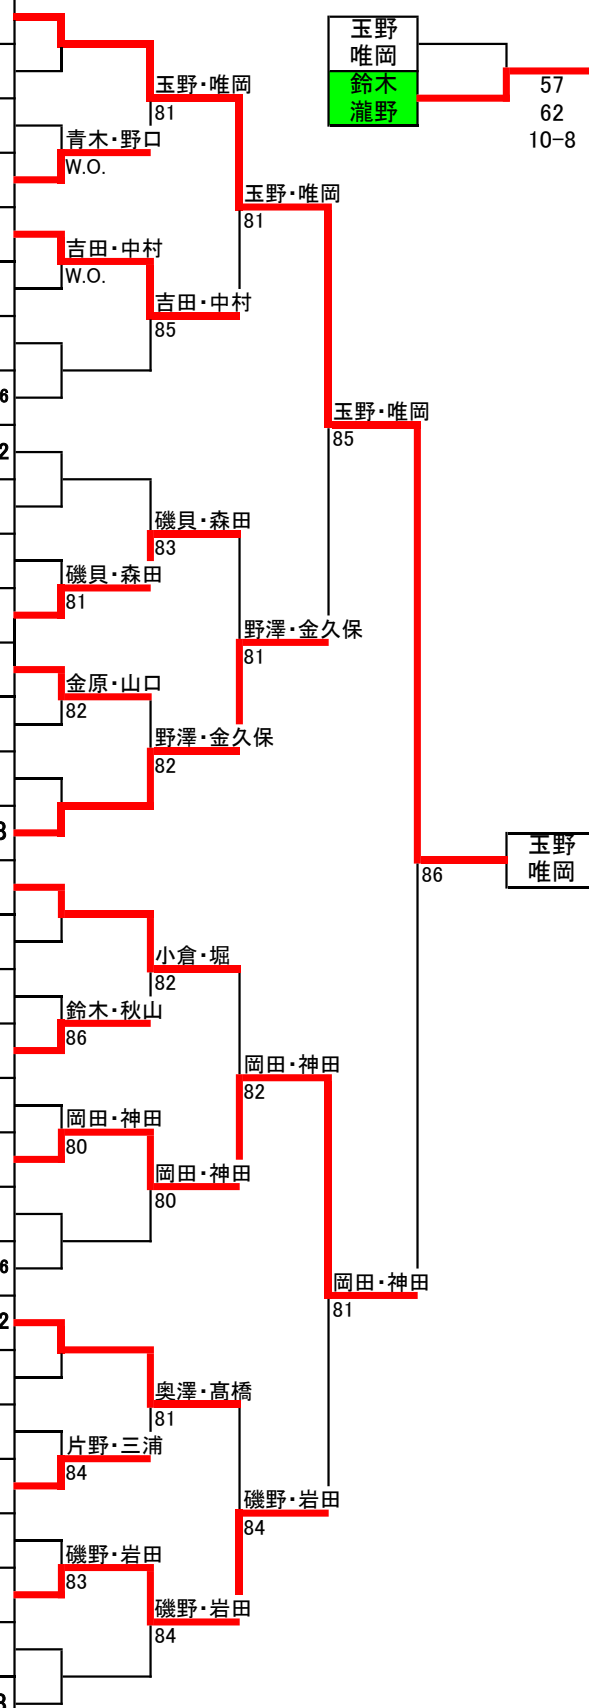 玉野
唯岡
鈴木
瀧野
57
62
10-8
玉野・唯岡
81
青木・野口
W.O.
玉野・唯岡
81
吉田・中村
W.O.
吉田・中村
85
6
玉野・唯岡
85
2
磯貝・森田
83
磯貝・森田
81
野澤・金久保
81
金原・山口
82
野澤・金久保
82
3
玉野
唯岡
86
小倉・堀
82
鈴木・秋山
86
岡田・神田
82
岡田・神田
80
岡田・神田
80
6
岡田・神田
81
2
奥澤・髙橋
81
片野・三浦
84
磯野・岩田
84
磯野・岩田
83
磯野・岩田
84